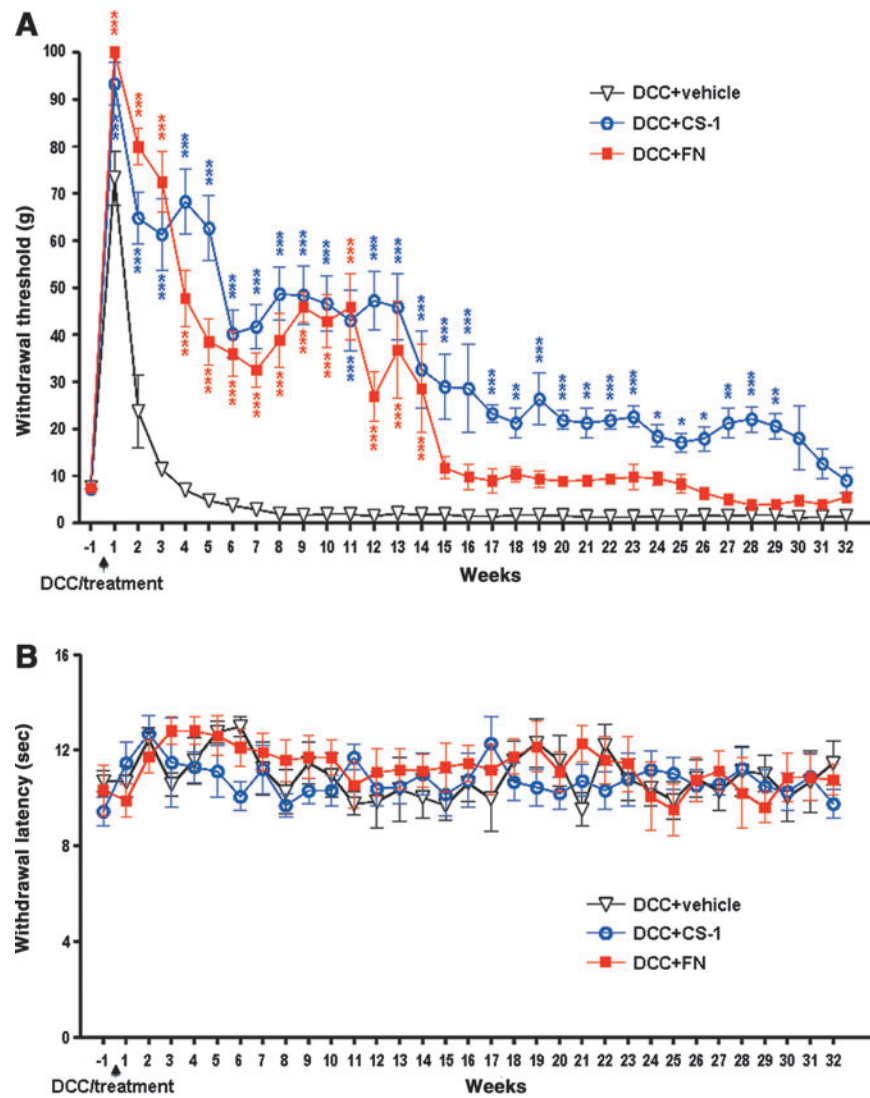 A
***
Withdrawal threshold (g)
100
90
80
70
60
50
40
30
20
10
0
DCC+vehicle
DCC+CS-1
DCC+FN
*** *** *** *** *** *** *** *** *** *** *** *** *** *** *** *** *** *** *** *** *** *** *** * * * *** *** ***
*** *** *** *** *** *** *** *** *** *** *** *** ***
-1 1 2 3 4 5 6 7 8 9 10 11 12 13 14 15 16 17 18 19 20 21 22 23 24 25 26 27 28 29 30 31 32
DCC/treatment
Weeks
B
Withdrawal latency (sec)
16
12
8
4
0
DCC+vehicle
DCC+CS-1
DCC+FN
-1 1 2 3 4 5 6 7 8 9 10 11 12 13 14 15 16 17 18 19 20 21 22 23 24 25 26 27 28 29 30 31 32
DCC/treatment
Weeks